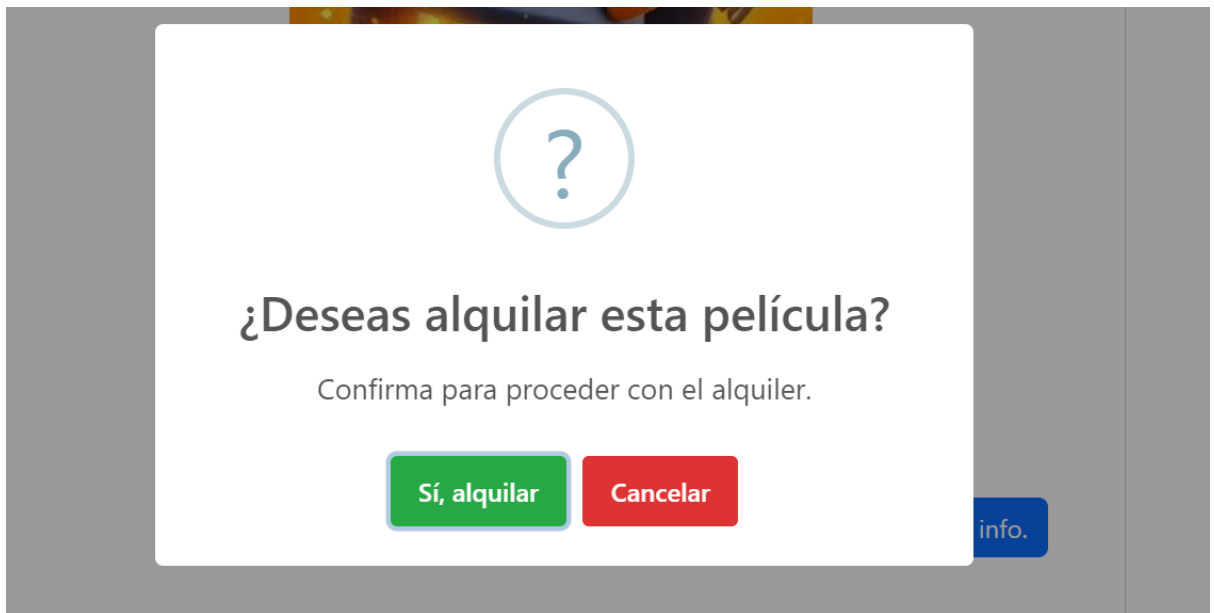 ?
¿Deseas alquilar esta película?
Confirma para proceder con el alquiler.
Sí, alquilar
Cancelar
info.